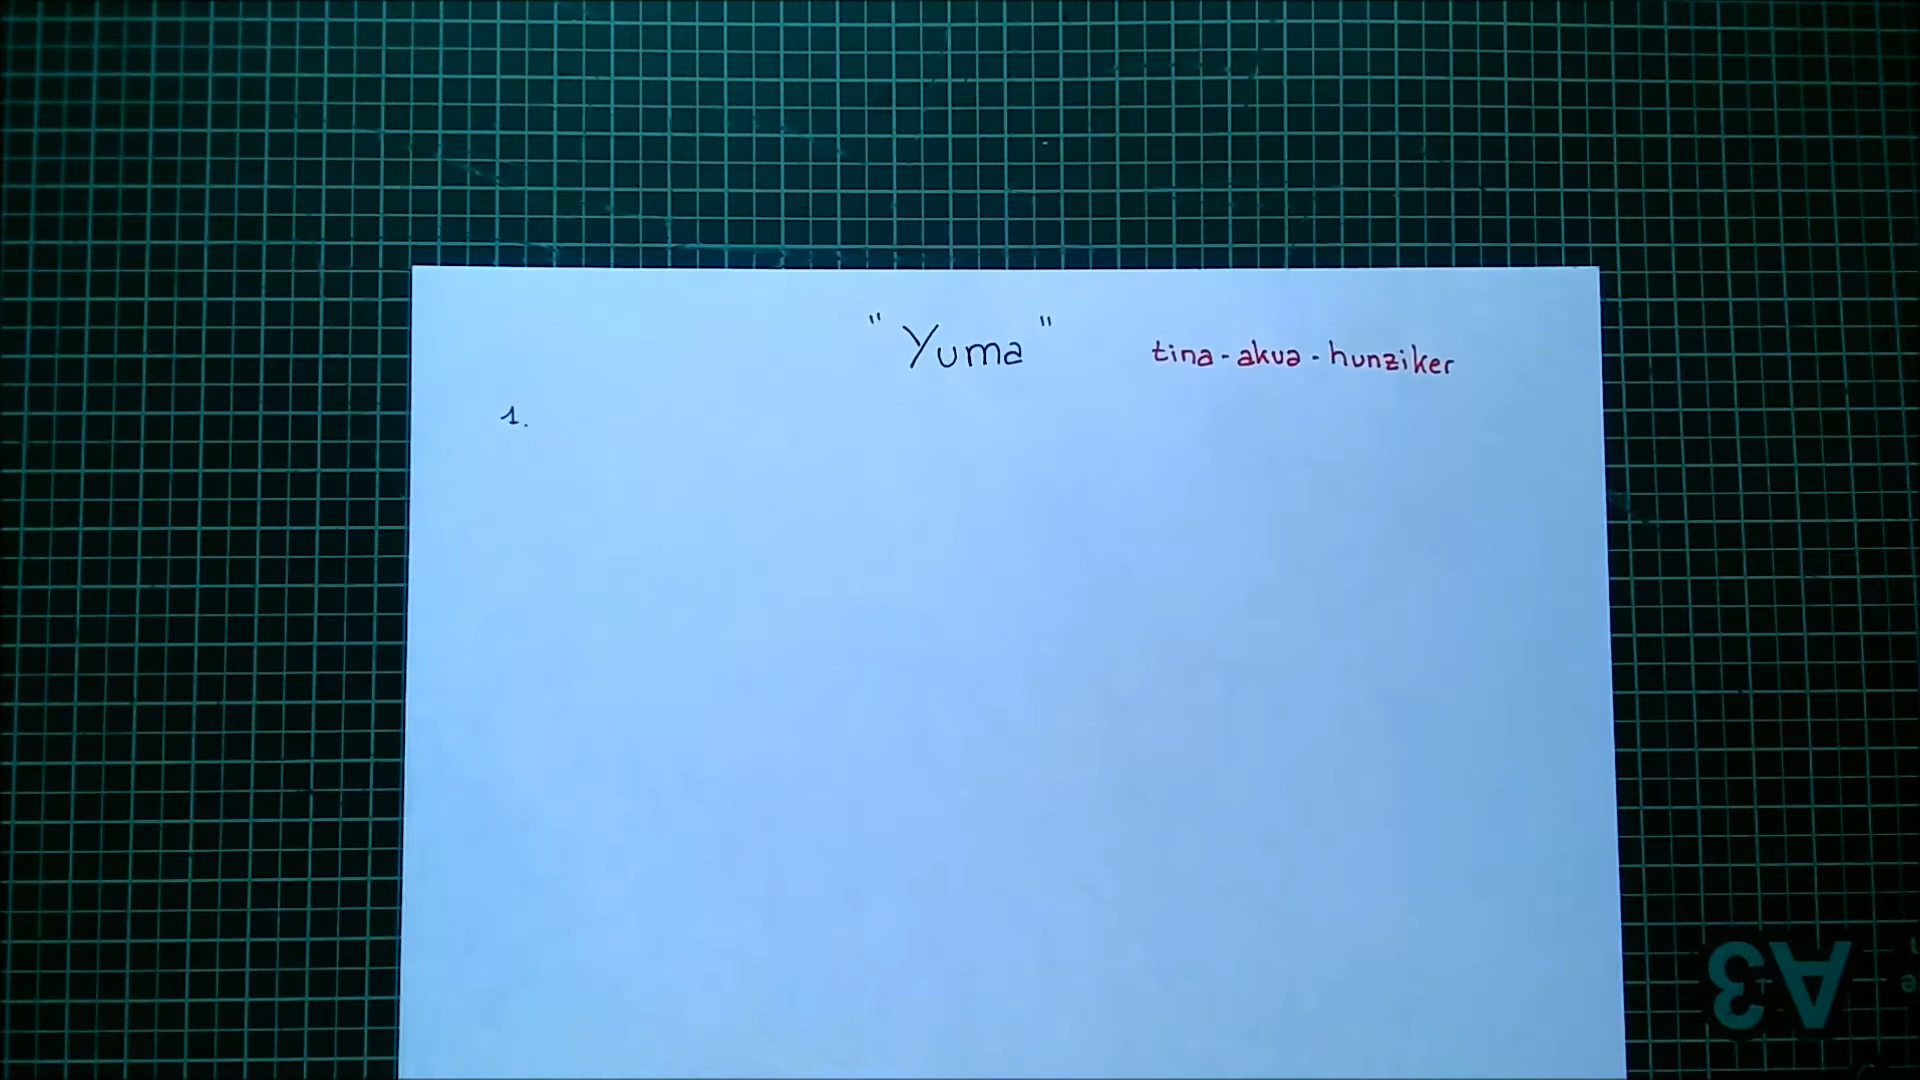 " Yuma " tina - akua - hunziker
1.
A3